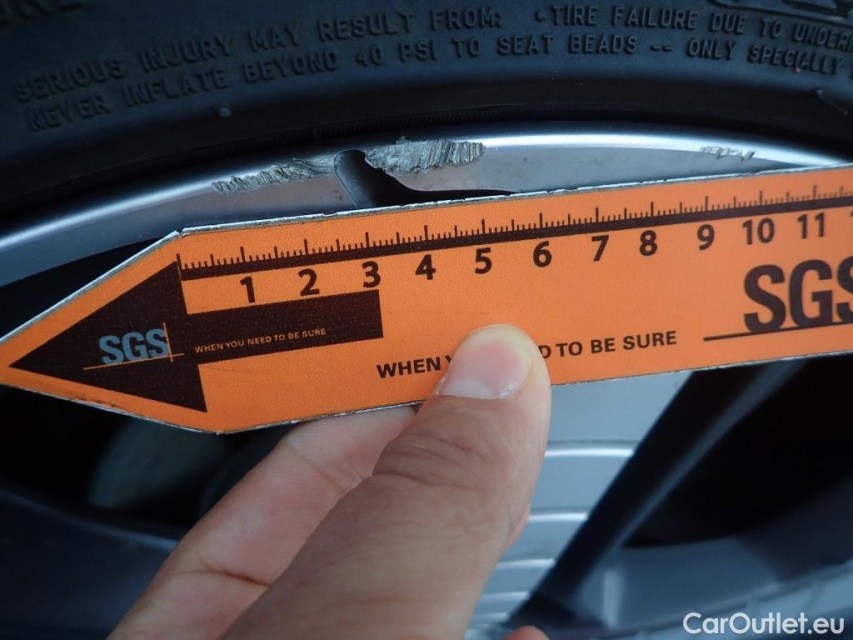 SERIOUS INJURY MAY RESULT FROM: •TIRE FAILURE DUE TO UNDER
NEVER INFLATE BEYOND 40 PSI TO SEAT BEADS -- ONLY SPECIALLY
1 2 3 4 5 6 7 8 9 10 11
SGS
WHEN YOU NEED TO BE SURE
SGS
WHEN Y D TO BE SURE
CarOutlet.eu